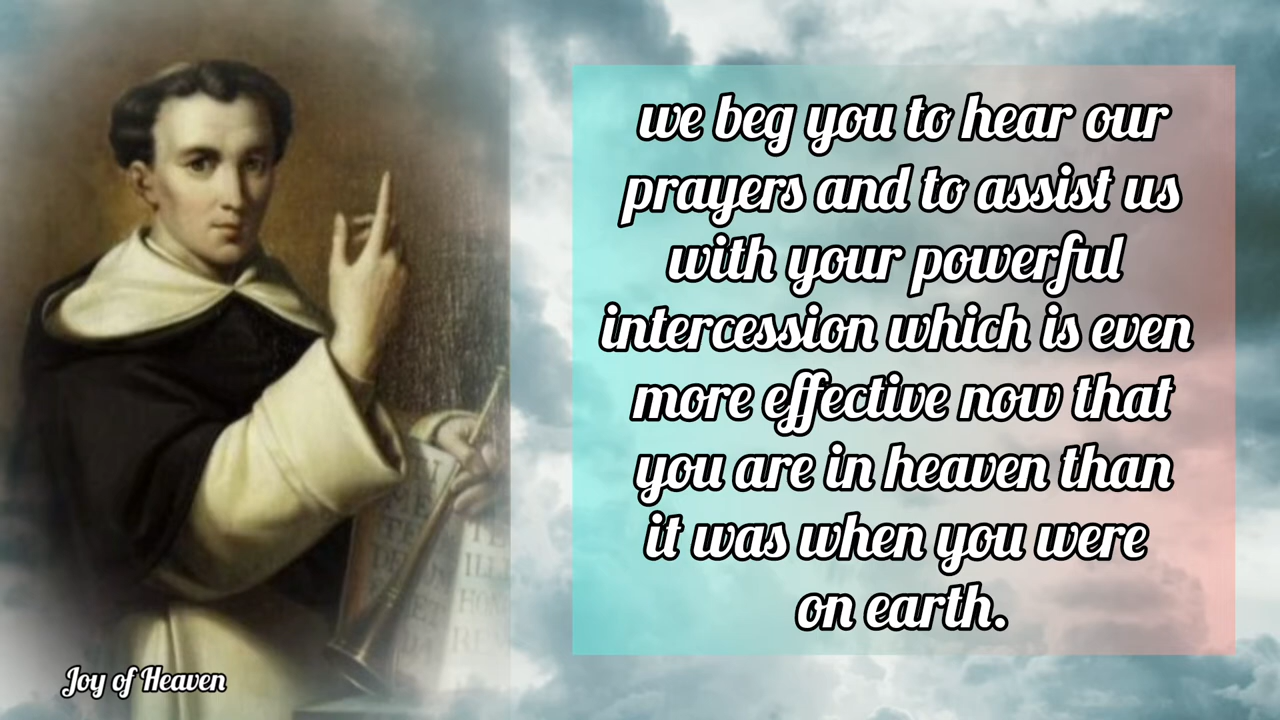 we beg you to hear our
prayers and to assist us
with your powerful
intercession which is even
more effective now that
you are in heaven than
it was when you were
on earth.
Joy of Heaven